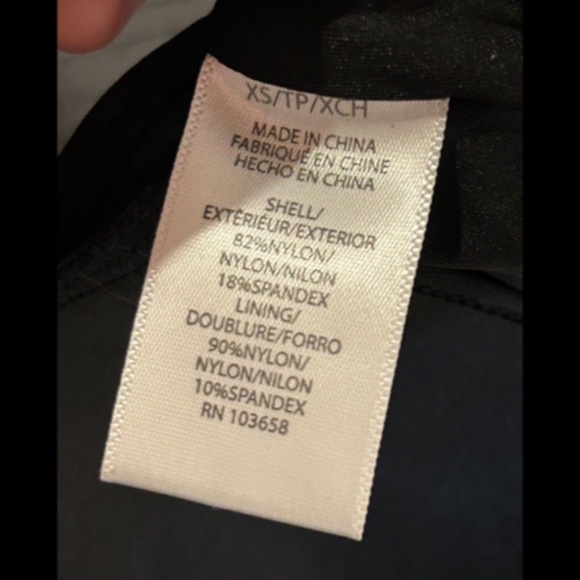 XS/TP/XCH
MADE IN CHINA
FABRIQUÉ EN CHINE
HECHO EN CHINA
SHELL/
EXTÉRIEUR/EXTERIOR
82%NYLON/
NYLON/NILON
18%SPANDEX
LINING/
DOUBLURE/FORRO
90%NYLON/
NYLON/NILON
10%SPANDEX
RN 103658